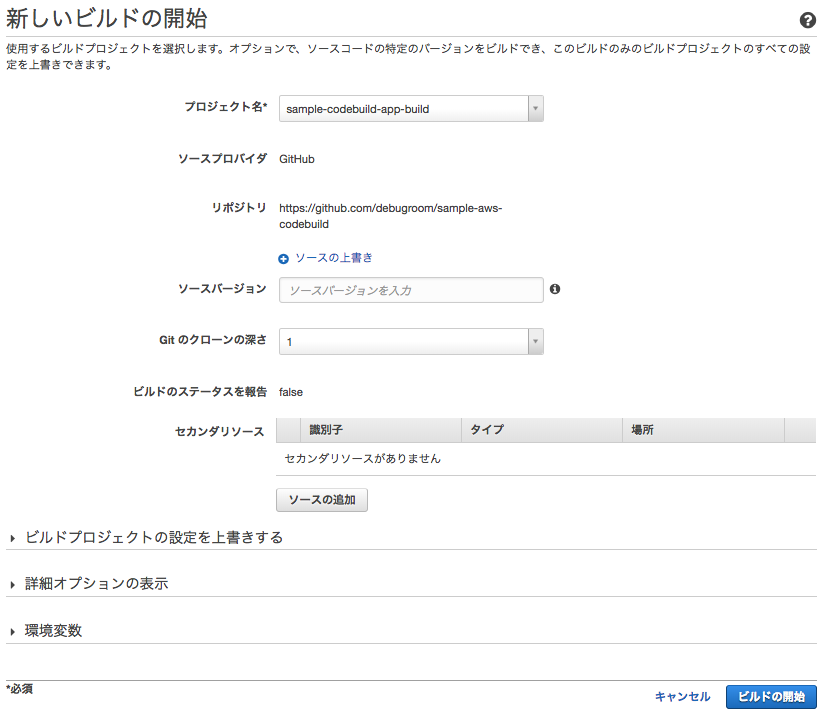 新しいビルドの開始
使用するビルドプロジェクトを選択します。オプションで、ソースコードの特定のバージョンをビルドでき、このビルドのみのビルドプロジェクトのすべての設
定を上書きできます。
プロジェクト名* sample-codebuild-app-build
ソースプロバイダ GitHub
リポジトリ https://github.com/debugroom/sample-aws-
codebuild
ソースの上書き
ソースバージョン ソースバージョンを入力
Git のクローンの深さ 1
ビルドのステータスを報告 false
セカンダリソース 識別子 タイプ 場所
セカンダリソースがありません
ソースの追加
ビルドプロジェクトの設定を上書きする
詳細オプションの表示
環境変数
*必須
キャンセル ビルドの開始